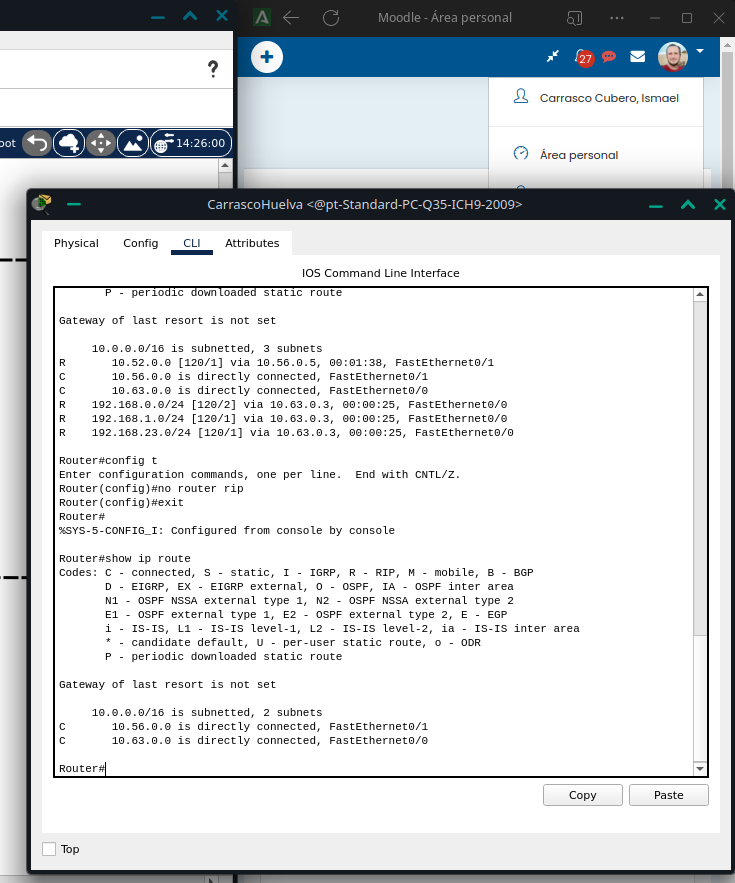 Moodle - Área personal
?
27
Carrasco Cubero, Ismael
oot
14:26:00
Área personal
CarrascoHuelva <@pt-Standard-PC-Q35-ICH9-2009>
Physical Config CLI Attributes
IOS Command Line Interface
P - periodic downloaded static route
Gateway of last resort is not set
10.0.0.0/16 is subnetted, 3 subnets
R 10.52.0.0 [120/1] via 10.56.0.5, 00:01:38, FastEthernet0/1
C 10.56.0.0 is directly connected, FastEthernet0/1
C 10.63.0.0 is directly connected, FastEthernet0/0
R 192.168.0.0/24 [120/2] via 10.63.0.3, 00:00:25, FastEthernet0/0
R 192.168.1.0/24 [120/1] via 10.63.0.3, 00:00:25, FastEthernet0/0
R 192.168.23.0/24 [120/1] via 10.63.0.3, 00:00:25, FastEthernet0/0
Router#config t
Enter configuration commands, one per line. End with CNTL/Z.
Router(config)#no router rip
Router(config)#exit
Router#
%SYS-5-CONFIG_I: Configured from console by console
Router#show ip route
Codes: C - connected, S - static, I - IGRP, R - RIP, M - mobile, B - BGP
D - EIGRP, EX - EIGRP external, O - OSPF, IA - OSPF inter area
N1 - OSPF NSSA external type 1, N2 - OSPF NSSA external type 2
E1 - OSPF external type 1, E2 - OSPF external type 2, E - EGP
i - IS-IS, L1 - IS-IS level-1, L2 - IS-IS level-2, ia - IS-IS inter area
* - candidate default, U - per-user static route, o - ODR
P - periodic downloaded static route
Gateway of last resort is not set
10.0.0.0/16 is subnetted, 2 subnets
C 10.56.0.0 is directly connected, FastEthernet0/1
C 10.63.0.0 is directly connected, FastEthernet0/0
Router#
Copy Paste
Top